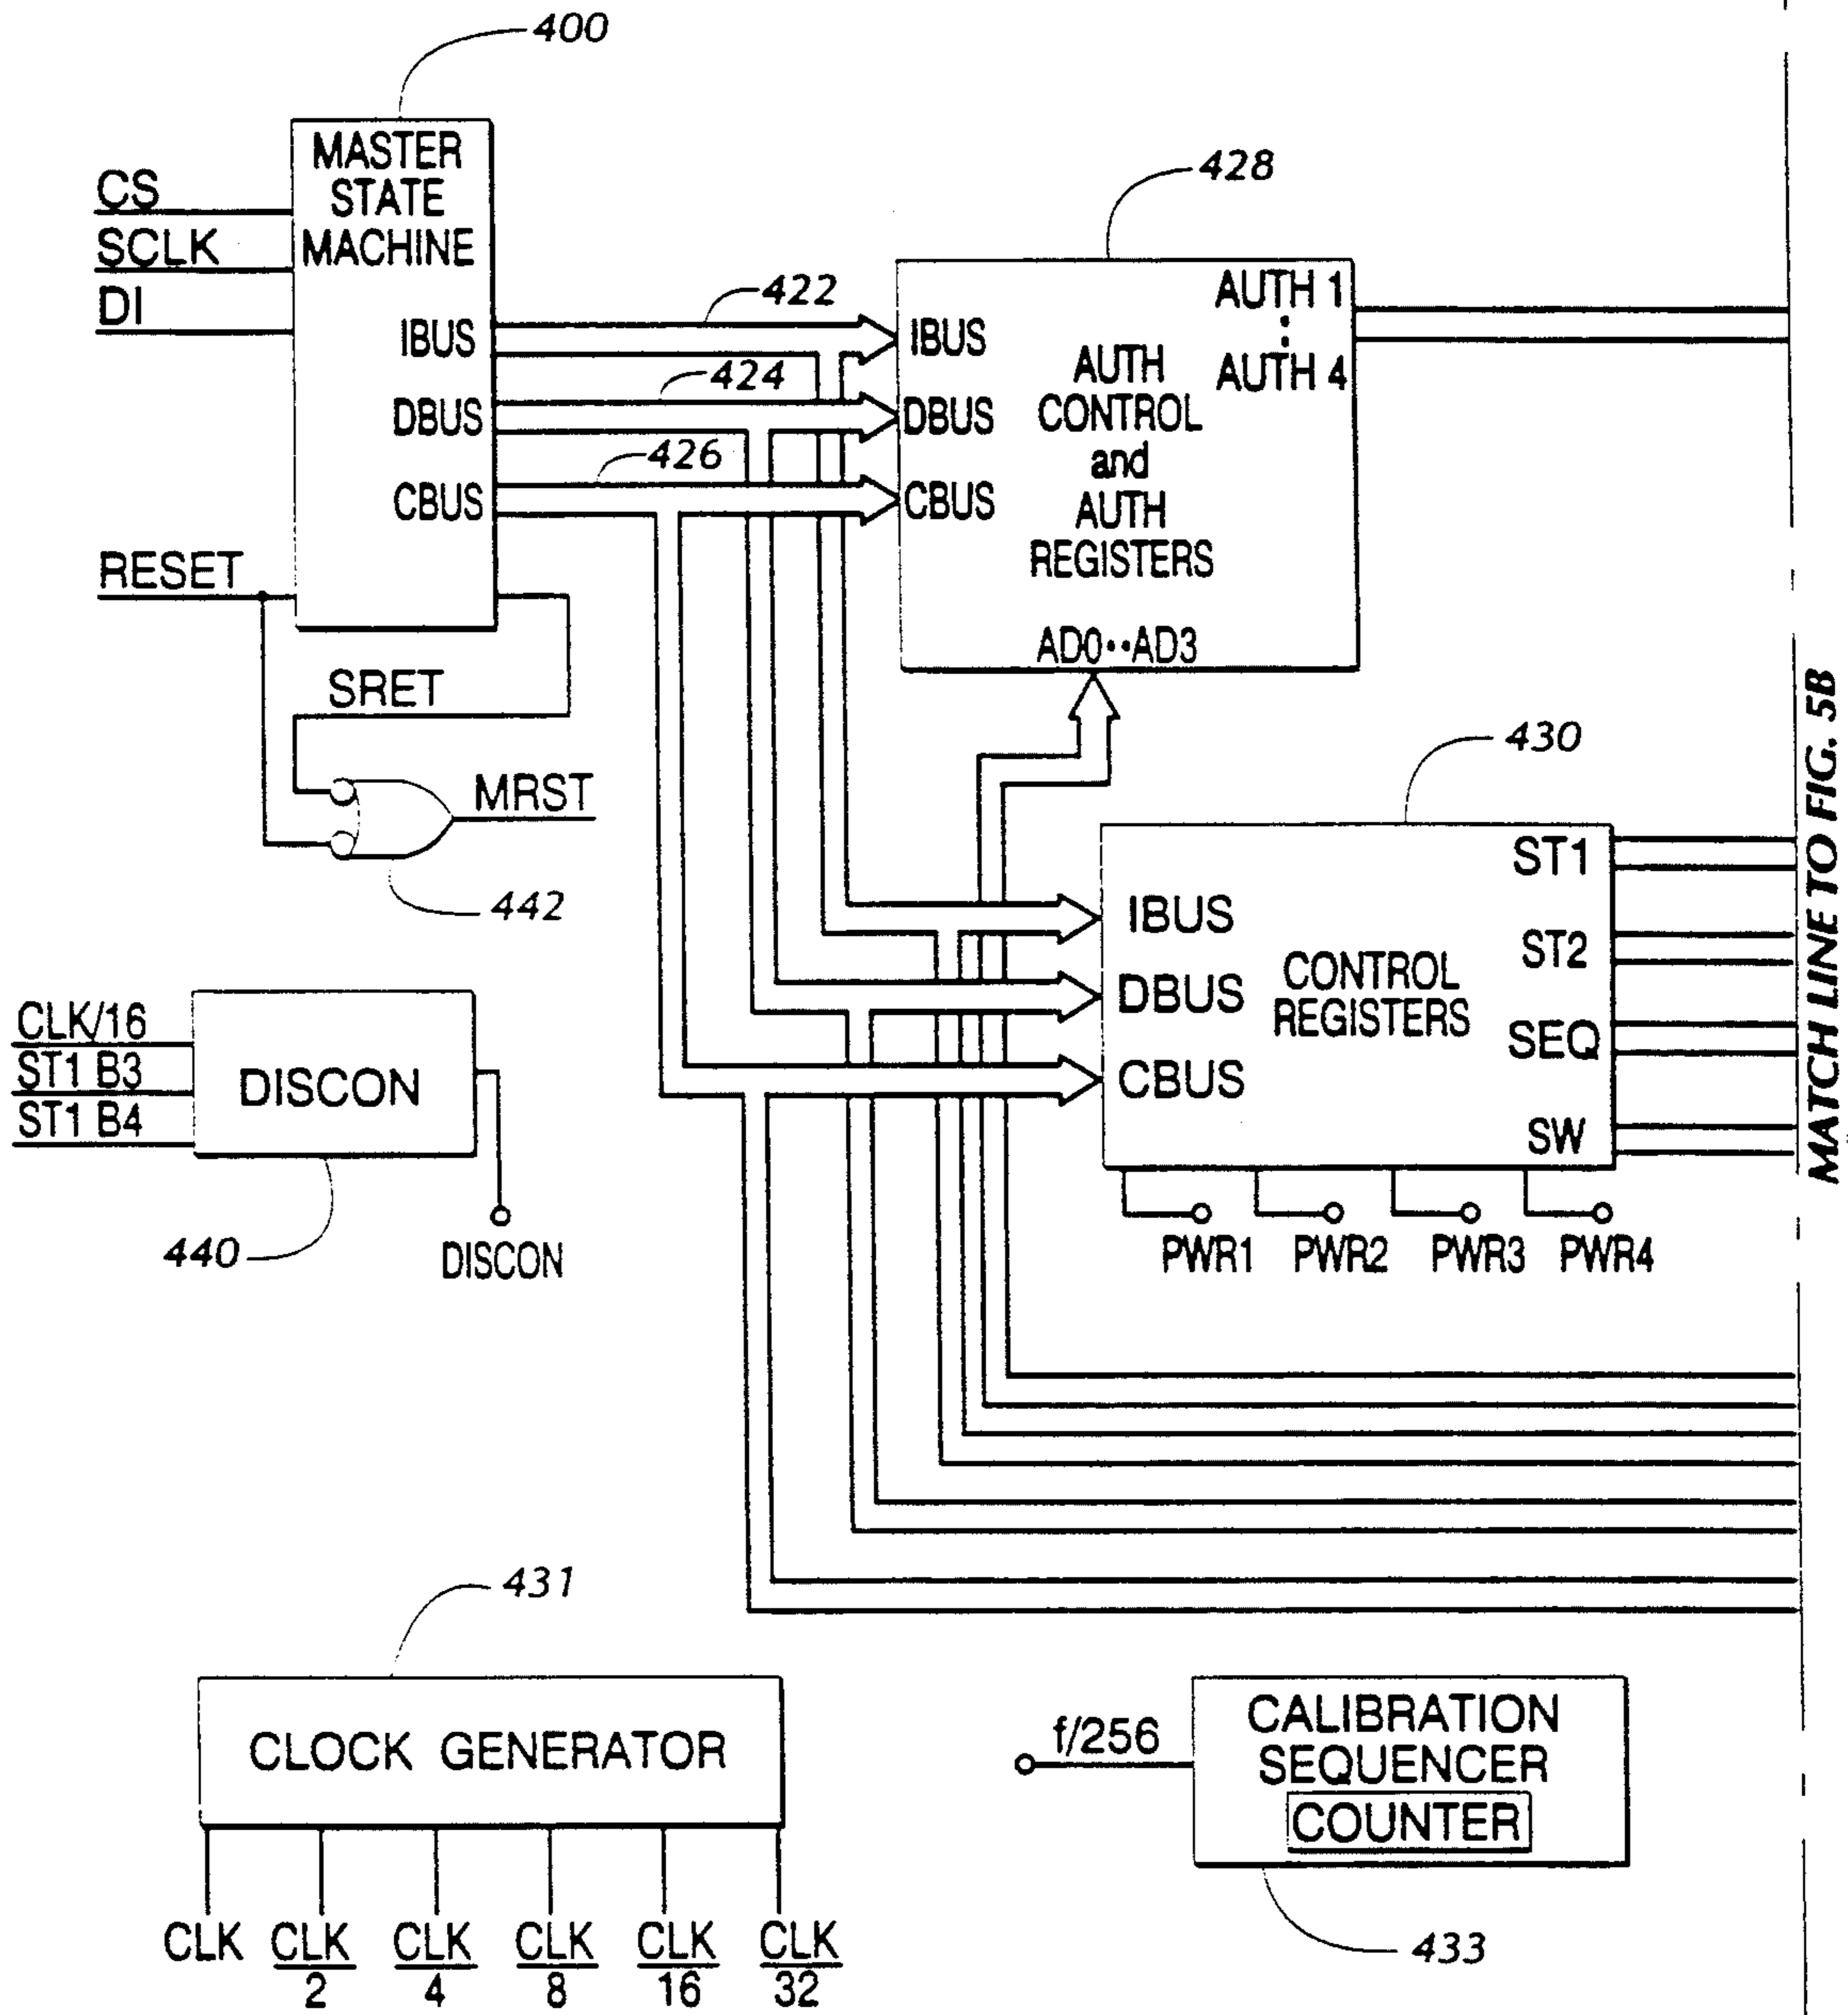 400
MASTER
STATE
MACHINE
CS
SCLK
DI
IBUS
DBUS
CBUS
RESET
SRET
MRST
442
422
424
426
428
AUTH 1
:
AUTH 4
IBUS
DBUS
CBUS
AUTH
CONTROL
and
AUTH
REGISTERS
AD0··AD3
430
IBUS
DBUS
CBUS
CONTROL
REGISTERS
ST1
ST2
SEQ
SW
PWR1 PWR2 PWR3 PWR4
MATCH LINE TO FIG. 5B
CLK/16
ST1 B3
ST1 B4
DISCON
440
DISCON
431
CLOCK GENERATOR
CLK CLK CLK CLK CLK CLK
2 4 8 16 32
f/256
CALIBRATION
SEQUENCER
COUNTER
433